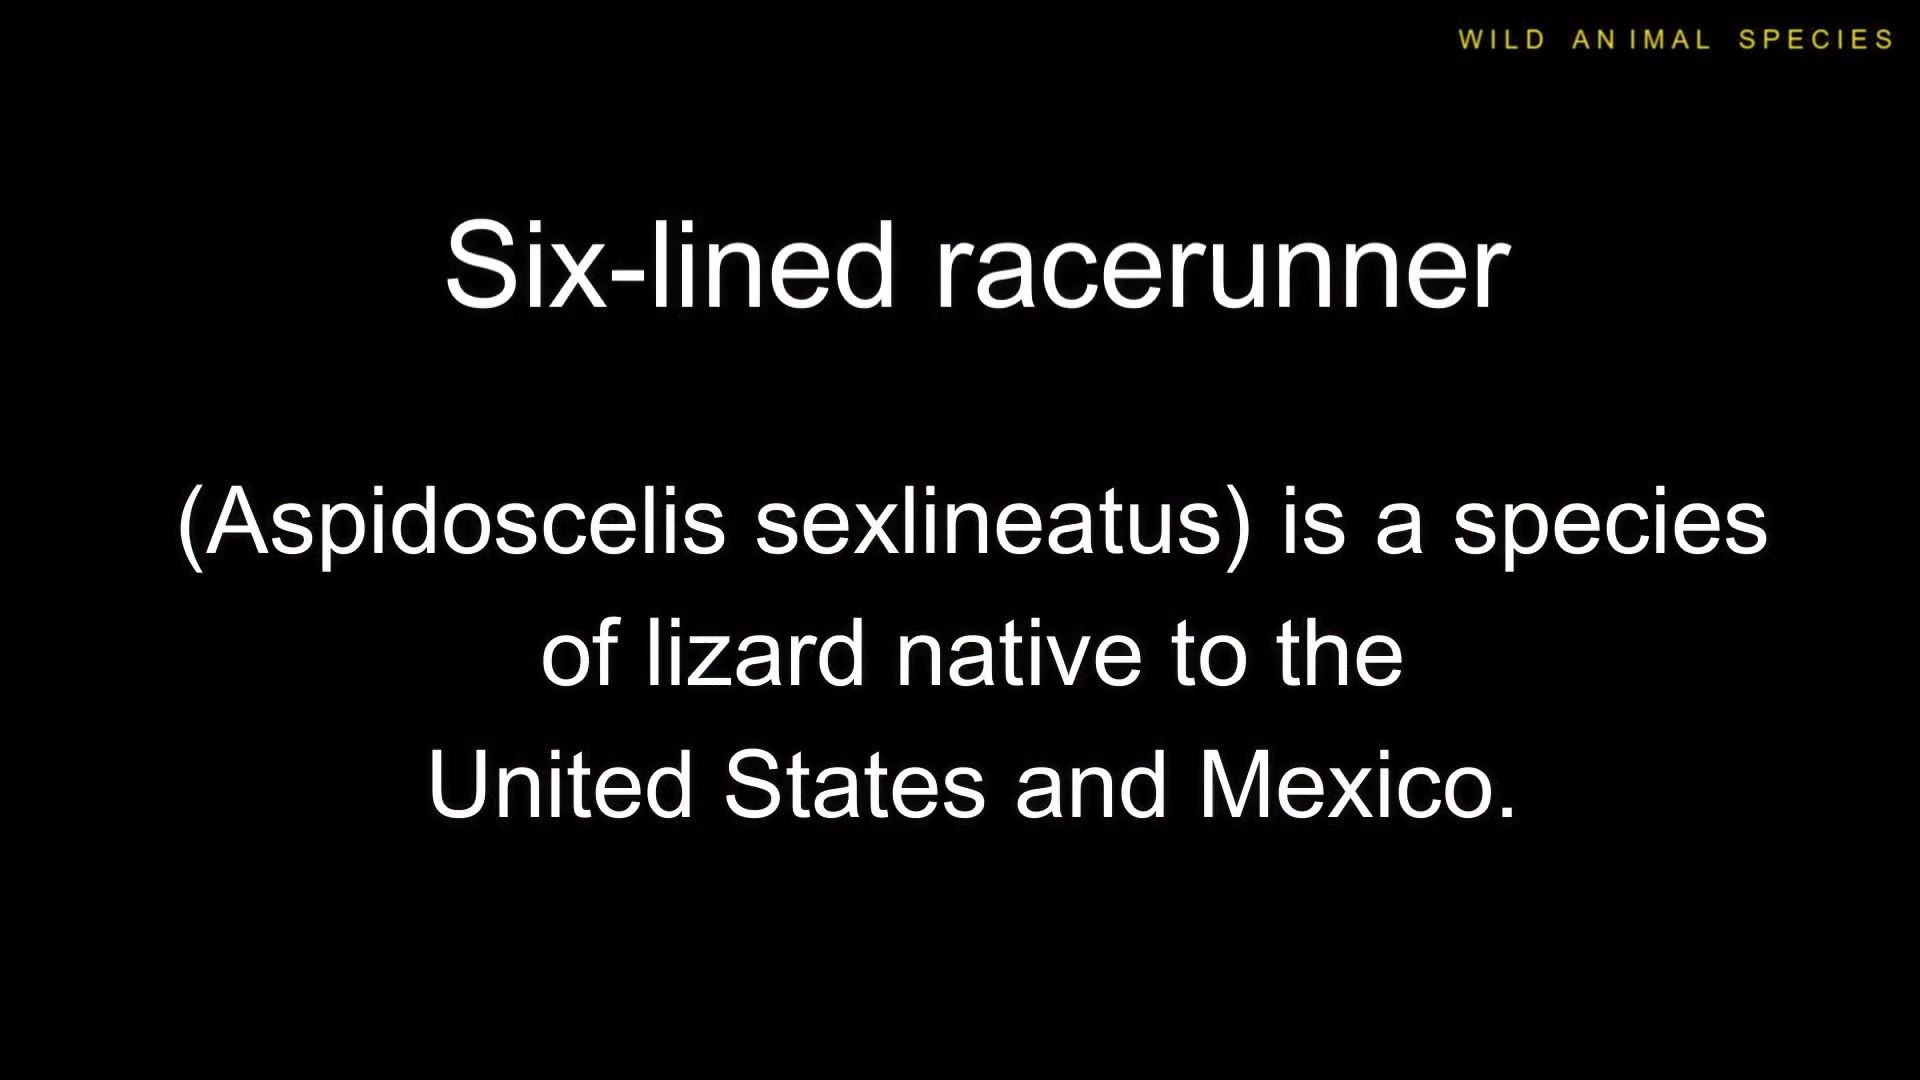 WILD ANIMAL SPECIES
Six-lined racerunner
(Aspidoscelis sexlineatus) is a species
of lizard native to the
United States and Mexico.